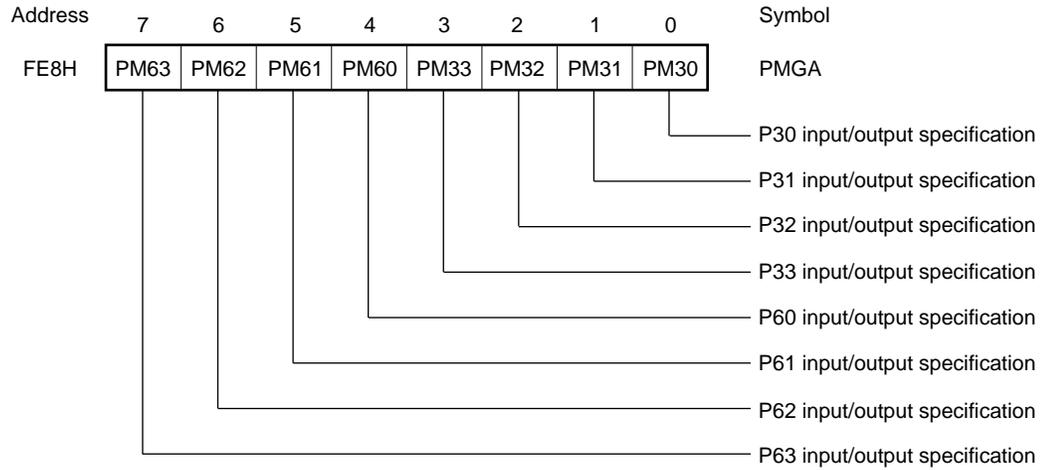 Address 7 6 5 4 3 2 1 0 Symbol
FE8H PM63 PM62 PM61 PM60 PM33 PM32 PM31 PM30 PMGA
P30 input/output specification
P31 input/output specification
P32 input/output specification
P33 input/output specification
P60 input/output specification
P61 input/output specification
P62 input/output specification
P63 input/output specification